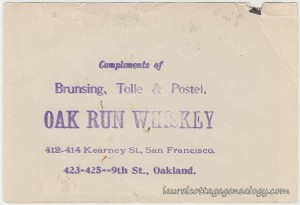 Compliments of
Brunsing, Tolle & Postel,
OAK RUN WHISKEY
412-414 Kearney St., San Francisco.
423-425--9th St., Oakland.
laurelcottagegenealogy.com